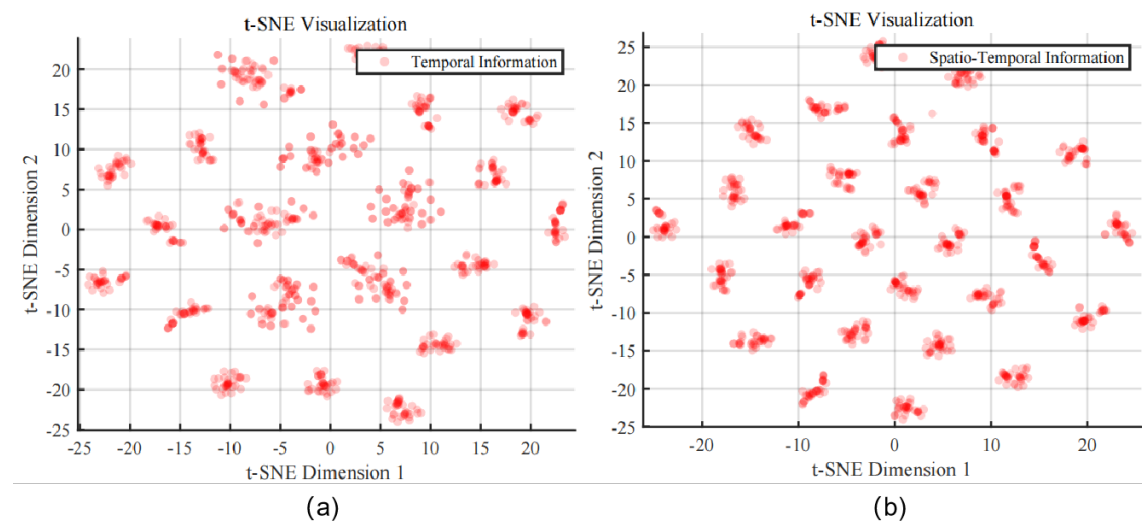 t-SNE Visualization
Temporal Information
t-SNE Dimension 2
20
15
10
5
0
-5
-10
-15
-20
-25
-25 -20 -15 -10 -5 0 5 10 15 20
t-SNE Dimension 1
(a)
t-SNE Visualization
Spatio-Temporal Information
t-SNE Dimension 2
25
20
15
10
5
0
-5
-10
-15
-20
-25
-20 -10 0 10 20
t-SNE Dimension 1
(b)